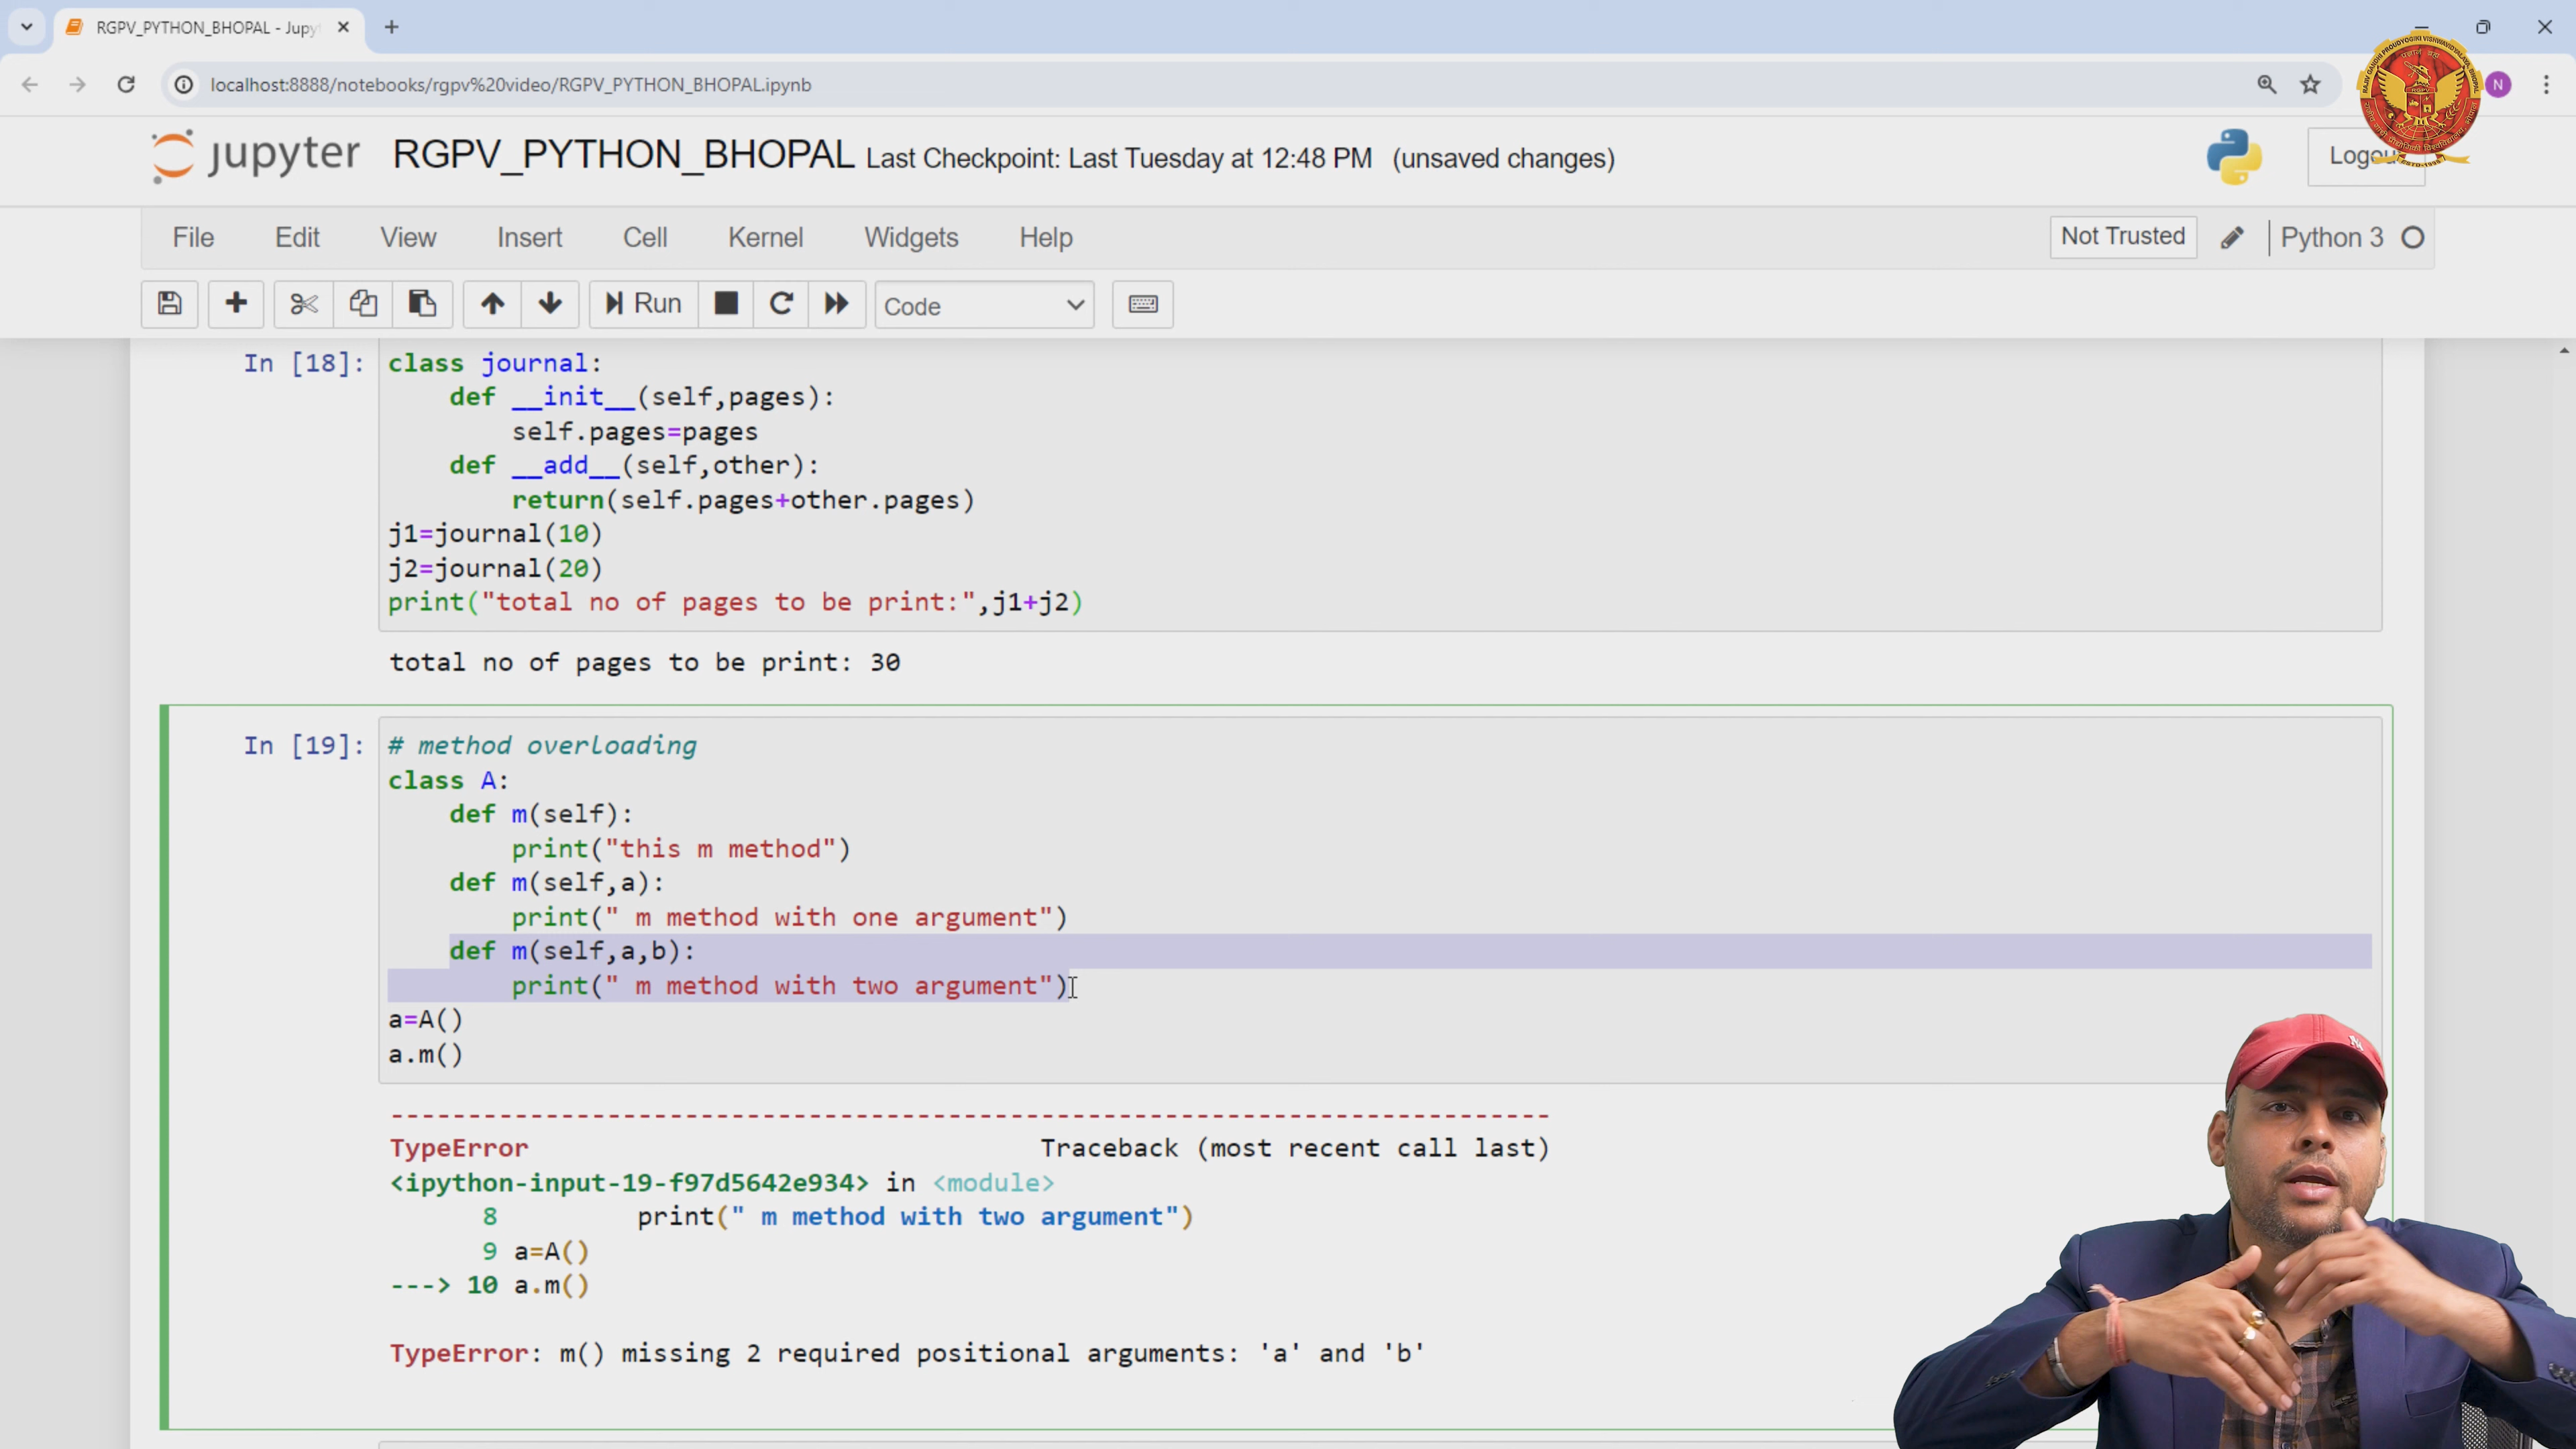 RGPV_PYTHON_BHOPAL - Jupy
localhost:8888/notebooks/rgpv%20video/RGPV_PYTHON_BHOPAL.ipynb
N
jupyter RGPV_PYTHON_BHOPAL Last Checkpoint: Last Tuesday at 12:48 PM (unsaved changes)
File Edit View Insert Cell Kernel Widgets Help Not Trusted Python 3
Run Code
In [18]: class journal:
    def __init__(self,pages):
        self.pages=pages
    def __add__(self,other):
        return(self.pages+other.pages)
j1=journal(10)
j2=journal(20)
print("total no of pages to be print:",j1+j2)
total no of pages to be print: 30
In [19]: # method overloading
class A:
    def m(self):
        print("this m method")
    def m(self,a):
        print(" m method with one argument")
    def m(self,a,b):
        print(" m method with two argument")
a=A()
a.m()
---------------------------------------------------------------------------
TypeError                                 Traceback (most recent call last)
<ipython-input-19-f97d5642e934> in <module>
      8         print(" m method with two argument")
      9 a=A()
---> 10 a.m()
TypeError: m() missing 2 required positional arguments: 'a' and 'b'